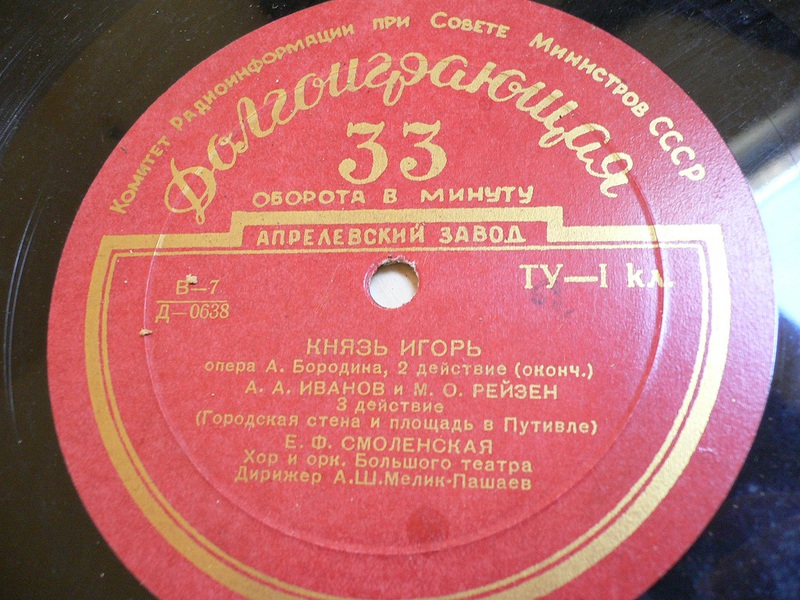 Комитет Радиоинформации при Совете Министров СССР
Долгоиграющая
33
ОБОРОТА В МИНУТУ
АПРЕЛЕВСКИЙ ЗАВОД
В—7
Д—0638
ТУ—I кл.
КНЯЗЬ ИГОРЬ
опера А. Бородина, 2 действие (оконч.)
А. А. ИВАНОВ и М. О. РЕЙЗЕН
3 действие
(Городская стена и площадь в Путивле)
Е. Ф. СМОЛЕНСКАЯ
Хор и орк. Большого театра
Дирижер А.Ш.Мелик-Пашаев